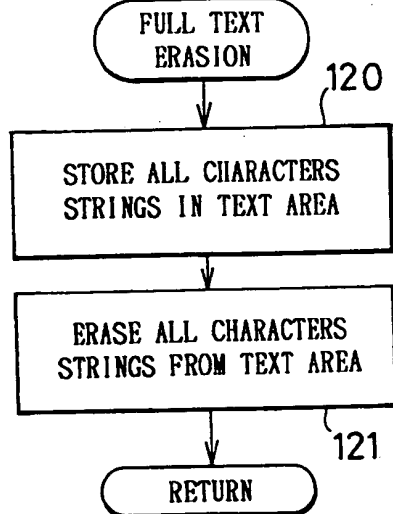 FULL TEXT
ERASION
120
STORE ALL CHARACTERS
STRINGS IN TEXT AREA
ERASE ALL CHARACTERS
STRINGS FROM TEXT AREA
121
RETURN